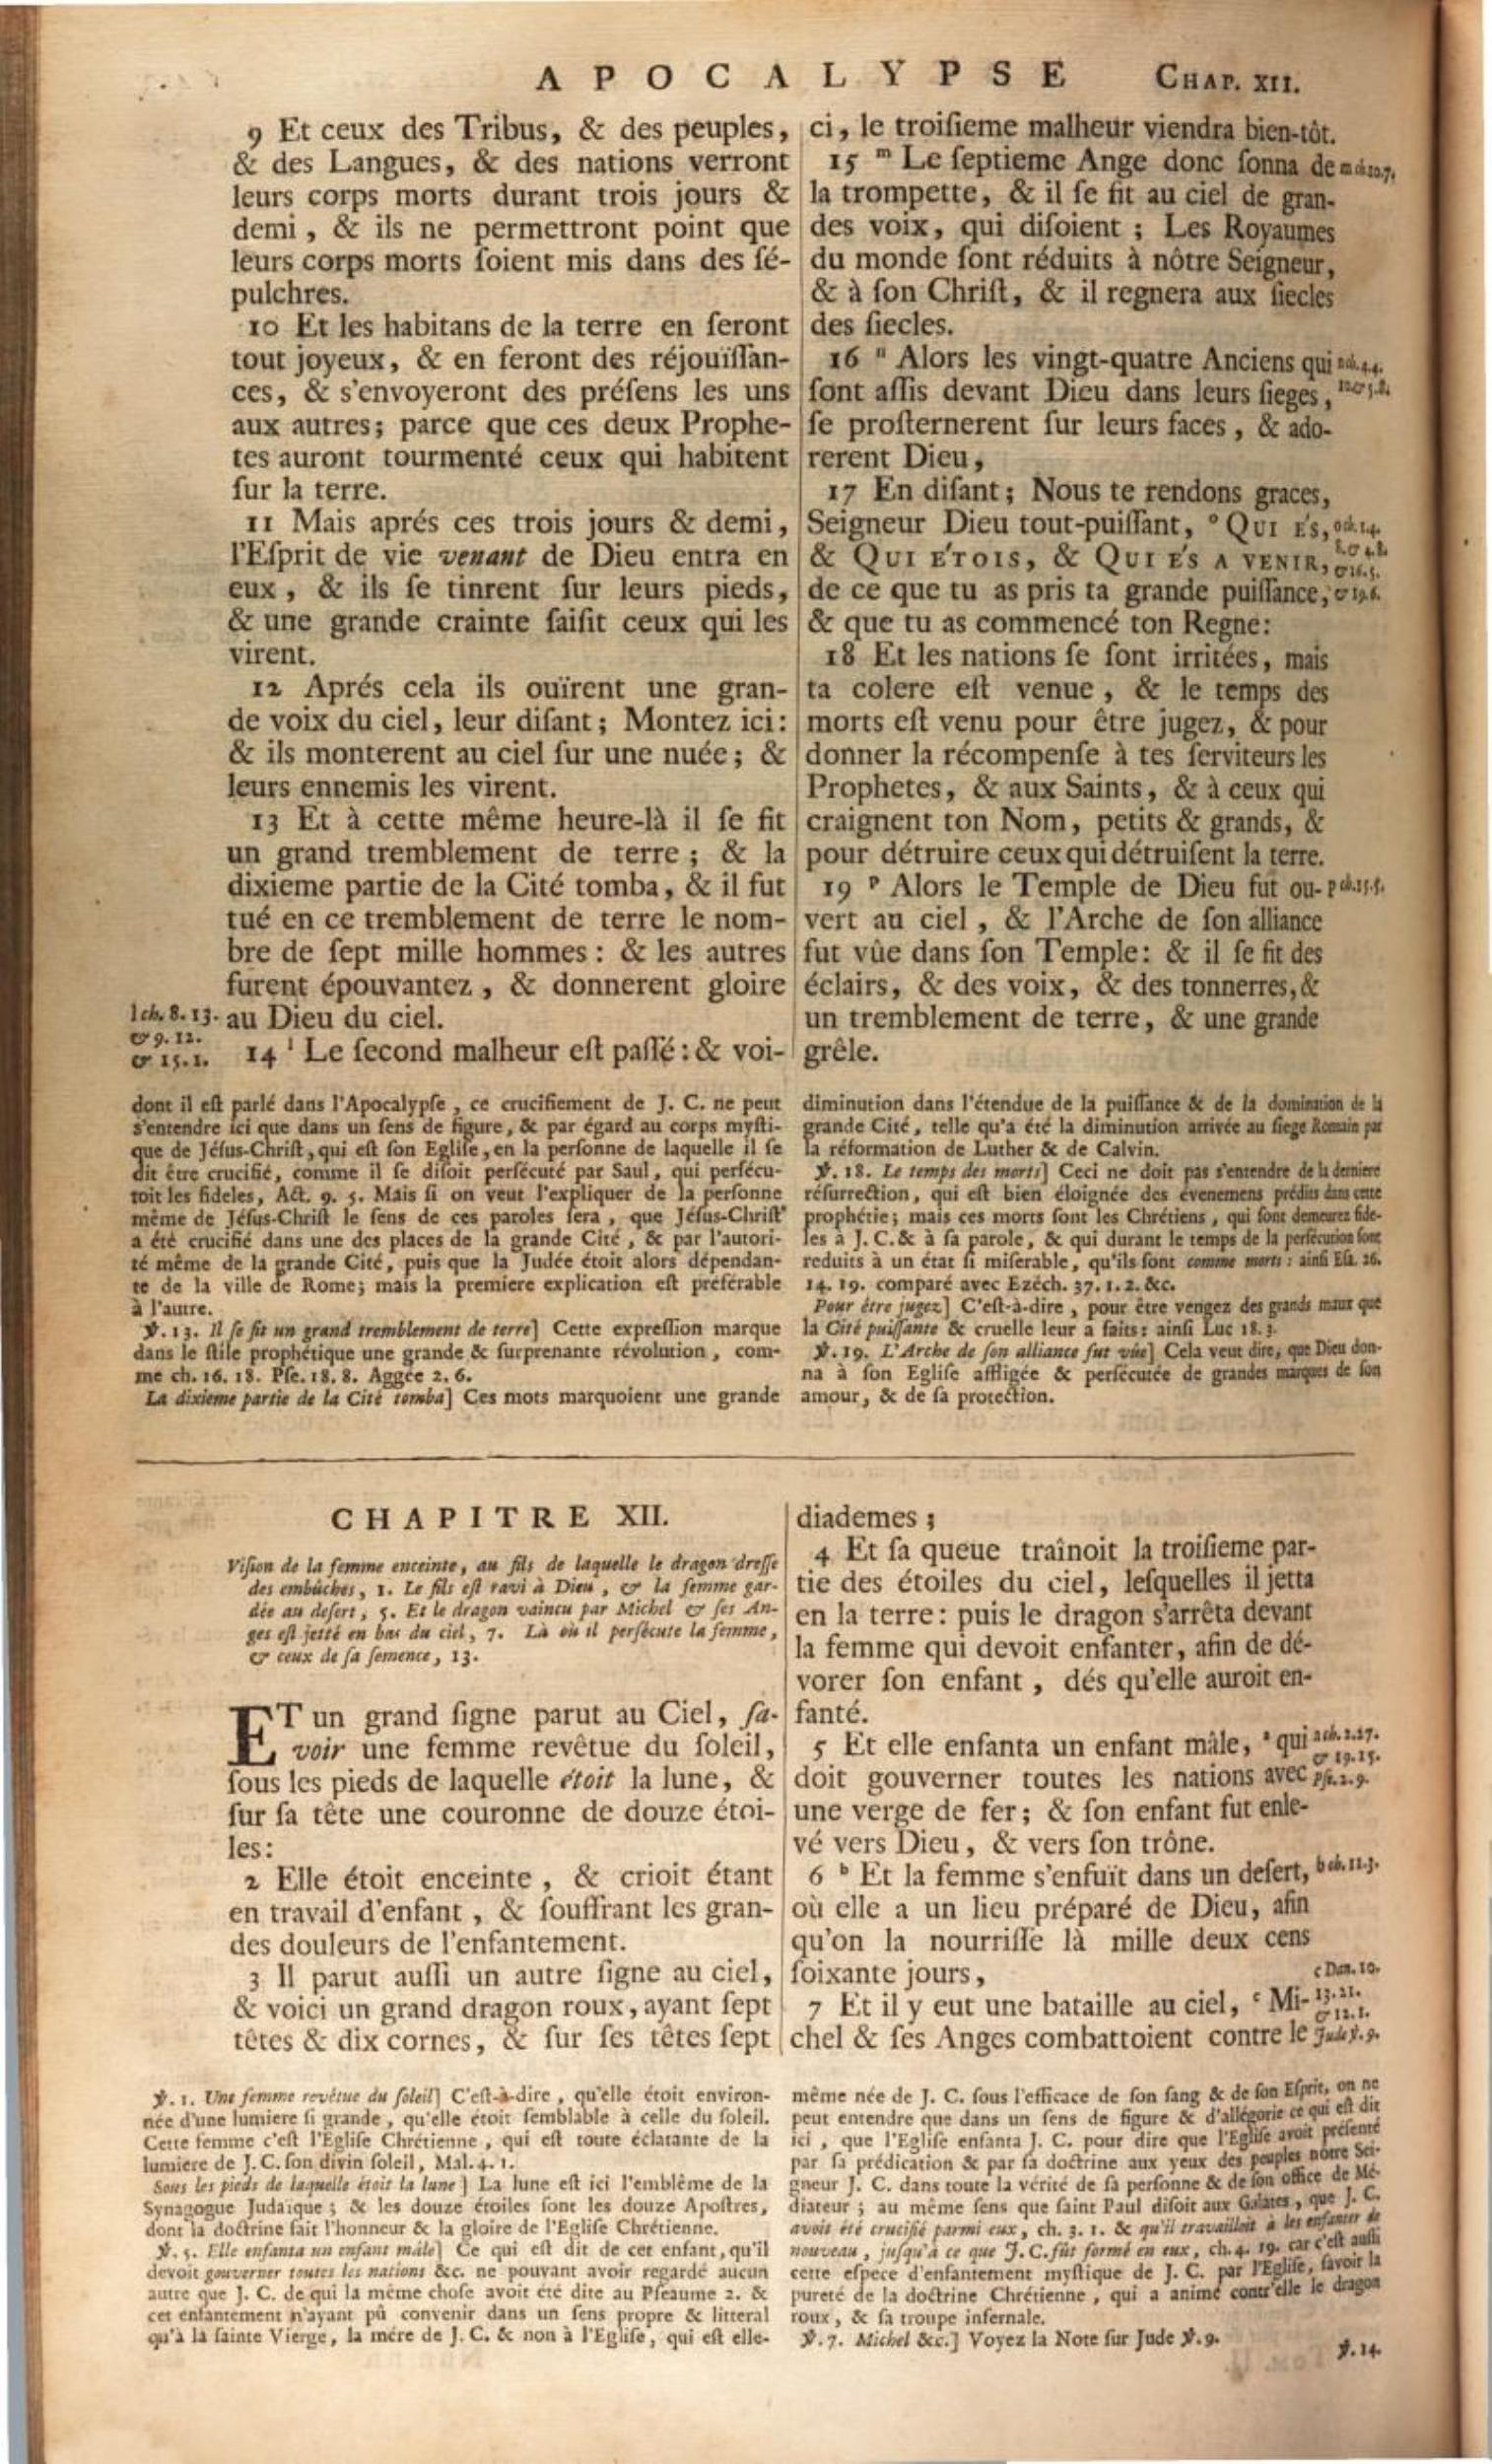 APOCALYPSE CHAP. XII.
9 Et ceux des Tribus, & des peuples,
& des Langues, & des nations verront
leurs corps morts durant trois jours &
demi, & ils ne permettront point que
leurs corps morts ſoient mis dans des ſé-
pulchres.
10 Et les habitans de la terre en ſeront
tout joyeux, & en feront des réjouïſſan-
ces, & s'envoyeront des préſens les uns
aux autres; parce que ces deux Prophe-
tes auront tourmenté ceux qui habitent
ſur la terre.
11 Mais aprés ces trois jours & demi,
l'Eſprit de vie venant de Dieu entra en
eux, & ils ſe tinrent ſur leurs pieds,
& une grande crainte ſaiſit ceux qui les
virent.
12 Aprés cela ils ouïrent une gran-
de voix du ciel, leur diſant; Montez ici:
& ils monterent au ciel ſur une nuée; &
leurs ennemis les virent.
13 Et à cette même heure-là il ſe fit
un grand tremblement de terre; & la
dixieme partie de la Cité tomba, & il fut
tué en ce tremblement de terre le nom-
bre de ſept mille hommes: & les autres
furent épouvantez, & donnerent gloire
au Dieu du ciel.
l ch. 8. 13.
& 9. 12.
& 15. 1.
14 l Le ſecond malheur est paſſé: & voi-
ci, le troiſieme malheur viendra bien-tôt.
15 m Le ſeptieme Ange donc ſonna de
m ch. 10. 7.
la trompette, & il ſe fit au ciel de gran-
des voix, qui diſoient; Les Royaumes
du monde ſont réduits à nôtre Seigneur,
& à ſon Chriſt, & il regnera aux ſiecles
des ſiecles.
16 n Alors les vingt-quatre Anciens qui
n ch. 4. 4.
ſont aſſis devant Dieu dans leurs ſieges,
10. & 5. 8.
ſe proſternerent ſur leurs faces, & ado-
rerent Dieu,
17 En diſant; Nous te rendons graces,
Seigneur Dieu tout-puiſſant, o QUI E'S,
o ch. 1. 4.
& QUI E'TOIS, & QUI E'S A VENIR,
8. & 4. 8.
& 16. 5.
de ce que tu as pris ta grande puiſſance,
& 19. 6.
& que tu as commencé ton Regne:
18 Et les nations ſe ſont irritées, mais
ta colere eſt venue, & le temps des
morts eſt venu pour être jugez, & pour
donner la récompenſe à tes ſerviteurs les
Prophetes, & aux Saints, & à ceux qui
craignent ton Nom, petits & grands, &
pour détruire ceux qui détruiſent la terre.
19 p Alors le Temple de Dieu fut ou-
p ch. 15. 5.
vert au ciel, & l'Arche de ſon alliance
fut vûe dans ſon Temple: & il ſe fit des
éclairs, & des voix, & des tonnerres, &
un tremblement de terre, & une grande
grêle.
dont il eſt parlé dans l'Apocalypſe, ce crucifiement de J. C. ne peut
s'entendre ici que dans un ſens de figure, & par égard au corps myſti-
que de Jéſus-Chriſt, qui eſt ſon Egliſe, en la perſonne de laquelle il ſe
dit être crucifié, comme il ſe diſoit perſécuté par Saul, qui perſécu-
toit les fideles, Act. 9. 5. Mais ſi on veut l'expliquer de la perſonne
même de Jéſus-Chriſt le ſens de ces paroles ſera, que Jéſus-Chriſt
a été crucifié dans une des places de la grande Cité, & par l'autori-
té même de la grande Cité, puis que la Judée étoit alors dépendan-
te de la ville de Rome; mais la premiere explication eſt préférable
à l'autre.
℣. 13. Il ſe fit un grand tremblement de terre] Cette expreſſion marque
dans le ſtile prophétique une grande & ſurprenante révolution, com-
me ch. 16. 18. Pſe. 18. 8. Aggée 2. 6.
La dixieme partie de la Cité tomba] Ces mots marquoient une grande
diminution dans l'étendue de la puiſſance & de la domination de la
grande Cité, telle qu'a été la diminution arrivée au ſiege Romain par
la réformation de Luther & de Calvin.
℣. 18. Le temps des morts] Ceci ne doit pas s'entendre de la derniere
réſurrection, qui eſt bien éloignée des évenemens prédits dans cette
prophétie; mais ces morts ſont les Chrétiens, qui ſont demeurez fide-
les à J. C. & à ſa parole, & qui durant le temps de la perſécution ſont
reduits à un état ſi miſerable, qu'ils ſont comme morts: ainſi Eſa. 26.
14. 19. comparé avec Ezéch. 37. 1. 2. &c.
Pour être jugez] C'eſt-à-dire, pour être vengez des grands maux que
la Cité puiſſante & cruelle leur a faits: ainſi Luc 18. 3.
℣. 19. L'Arche de ſon alliance fut vûe] Cela veut dire, que Dieu don-
na à ſon Egliſe affligée & perſécutée de grandes marques de ſon
amour, & de ſa protection.
CHAPITRE XII.
Viſion de la femme enceinte, au fils de laquelle le dragon dreſſe
des embûches, 1. Le fils eſt ravi à Dieu, & la femme gar-
dée au deſert, 5. Et le dragon vaincu par Michel & ſes An-
ges eſt jetté en bas du ciel, 7. Là où il perſécute la femme,
& ceux de ſa ſemence, 13.
ET un grand ſigne parut au Ciel, ſa-
voir une femme revêtue du ſoleil,
ſous les pieds de laquelle étoit la lune, &
ſur ſa tête une couronne de douze étoi-
les:
2 Elle étoit enceinte, & crioit étant
en travail d'enfant, & ſouffrant les gran-
des douleurs de l'enfantement.
3 Il parut auſſi un autre ſigne au ciel,
& voici un grand dragon roux, ayant ſept
têtes & dix cornes, & ſur ſes têtes ſept
diademes;
4 Et ſa queue traînoit la troiſieme par-
tie des étoiles du ciel, leſquelles il jetta
en la terre: puis le dragon s'arrêta devant
la femme qui devoit enfanter, afin de dé-
vorer ſon enfant, dés qu'elle auroit en-
fanté.
5 Et elle enfanta un enfant mâle, a qui
a ch. 2. 27.
& 19. 15.
doit gouverner toutes les nations avec
Pſe. 2. 9.
une verge de fer; & ſon enfant fut enle-
vé vers Dieu, & vers ſon trône.
6 b Et la femme s'enfuït dans un deſert,
b ch. 11. 3.
où elle a un lieu préparé de Dieu, afin
qu'on la nourriſſe là mille deux cens
ſoixante jours,
c Dan. 10.
7 Et il y eut une bataille au ciel, c Mi-
13. 21.
& 12. 1.
chel & ſes Anges combattoient contre le
Jude ℣. 9.
℣. 1. Une femme revêtue du ſoleil] C'eſt-à-dire, qu'elle étoit environ-
née d'une lumiere ſi grande, qu'elle étoit ſemblable à celle du ſoleil.
Cette femme c'eſt l'Egliſe Chrétienne, qui eſt toute éclatante de la
lumiere de J. C. ſon divin ſoleil, Mal. 4. 1.
Sous les pieds de laquelle étoit la lune] La lune eſt ici l'emblême de la
Synagogue Judaïque; & les douze étoiles ſont les douze Apoſtres,
dont la doctrine fait l'honneur & la gloire de l'Egliſe Chrétienne.
℣. 5. Elle enfanta un enfant mâle] Ce qui eſt dit de cet enfant, qu'il
devoit gouverner toutes les nations &c. ne pouvant avoir regardé aucun
autre que J. C. de qui la même choſe avoit été dite au Pſeaume 2. &
cet enfantement n'ayant pû convenir dans un ſens propre & litteral
qu'à la ſainte Vierge, la mére de J. C. & non à l'Egliſe, qui eſt elle-
même née de J. C. ſous l'efficace de ſon ſang & de ſon Eſprit, on ne
peut entendre que dans un ſens de figure & d'allégorie ce qui eſt dit
ici, que l'Egliſe enfanta J. C. pour dire que l'Egliſe avoit préſenté
par ſa prédication & par ſa doctrine aux yeux des peuples nôtre Sei-
gneur J. C. dans toute la vérité de ſa perſonne & de ſon office de Mé-
diateur; au même ſens que ſaint Paul diſoit aux Galates, que J. C.
avoit été crucifié parmi eux, ch. 3. 1. & qu'il travailloit à les enfanter de
nouveau, juſqu'à ce que J. C. fût formé en eux, ch. 4. 19. car c'eſt auſſi
cette eſpece d'enfantement myſtique de J. C. par l'Egliſe, ſavoir la
pureté de la doctrine Chrétienne, qui a animé contr'elle le dragon
roux, & ſa troupe infernale.
℣. 7. Michel &c.] Voyez la Note ſur Jude ℣. 9.
℣. 14.